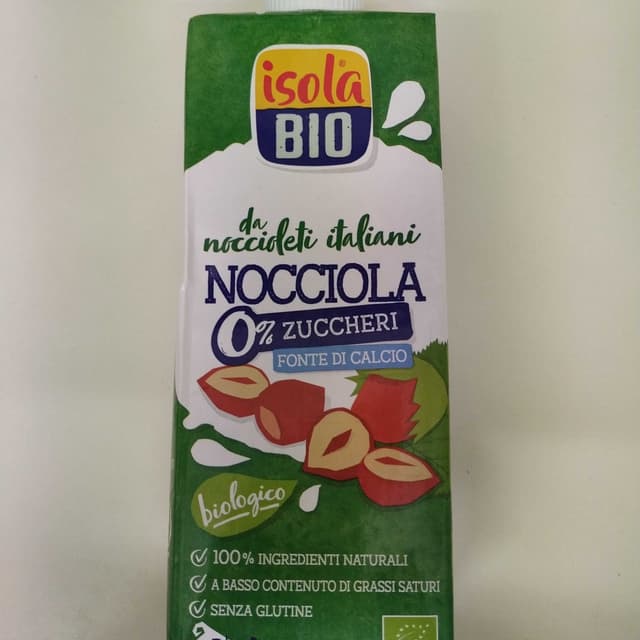 isola
BIO
da
noccioleti italiani
NOCCIOLA
0% ZUCCHERI
FONTE DI CALCIO
biologico
100% INGREDIENTI NATURALI
A BASSO CONTENUTO DI GRASSI SATURI
SENZA GLUTINE